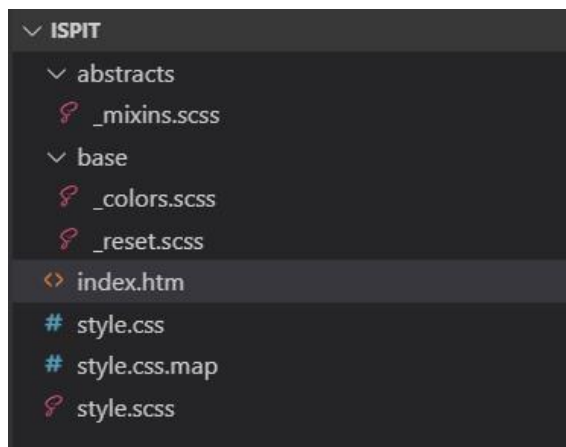 ISPIT
abstracts
_mixins.scss
base
_colors.scss
_reset.scss
index.htm
# style.css
# style.css.map
style.scss